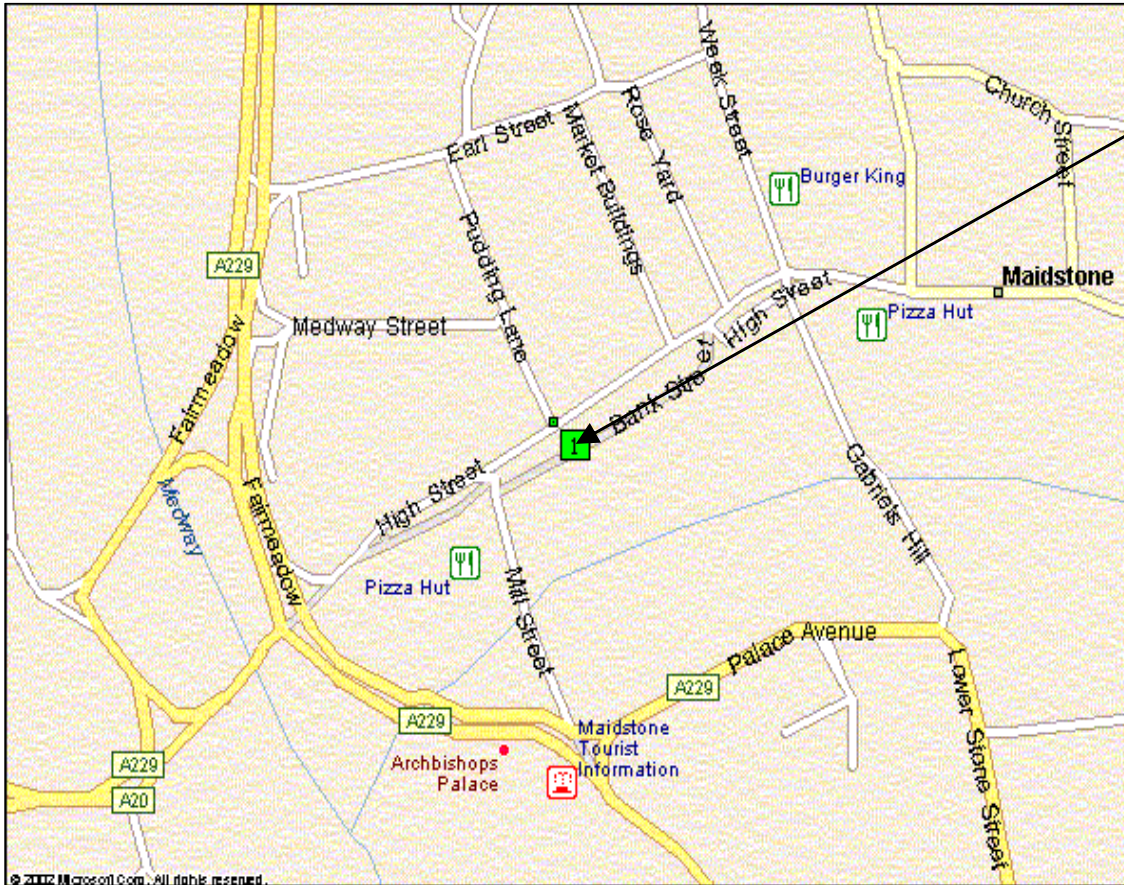 Week Street
Church
Street
Earl Street
Market Buildings
Rose Yard
Burger King
Pudding Lane
A229
Maidstone
High Street
Pizza Hut
Medway Street
Fairmeadow
Bank Street
1
High Street
Gabriels Hill
Medway
Fairmeadow
Pizza Hut
Mill Street
Palace Avenue
A229
Lower Stone Street
A229
Maidstone
Tourist
Information
Archbishops
Palace
A229
A20
© 2002 Microsoft Corp. All rights reserved.